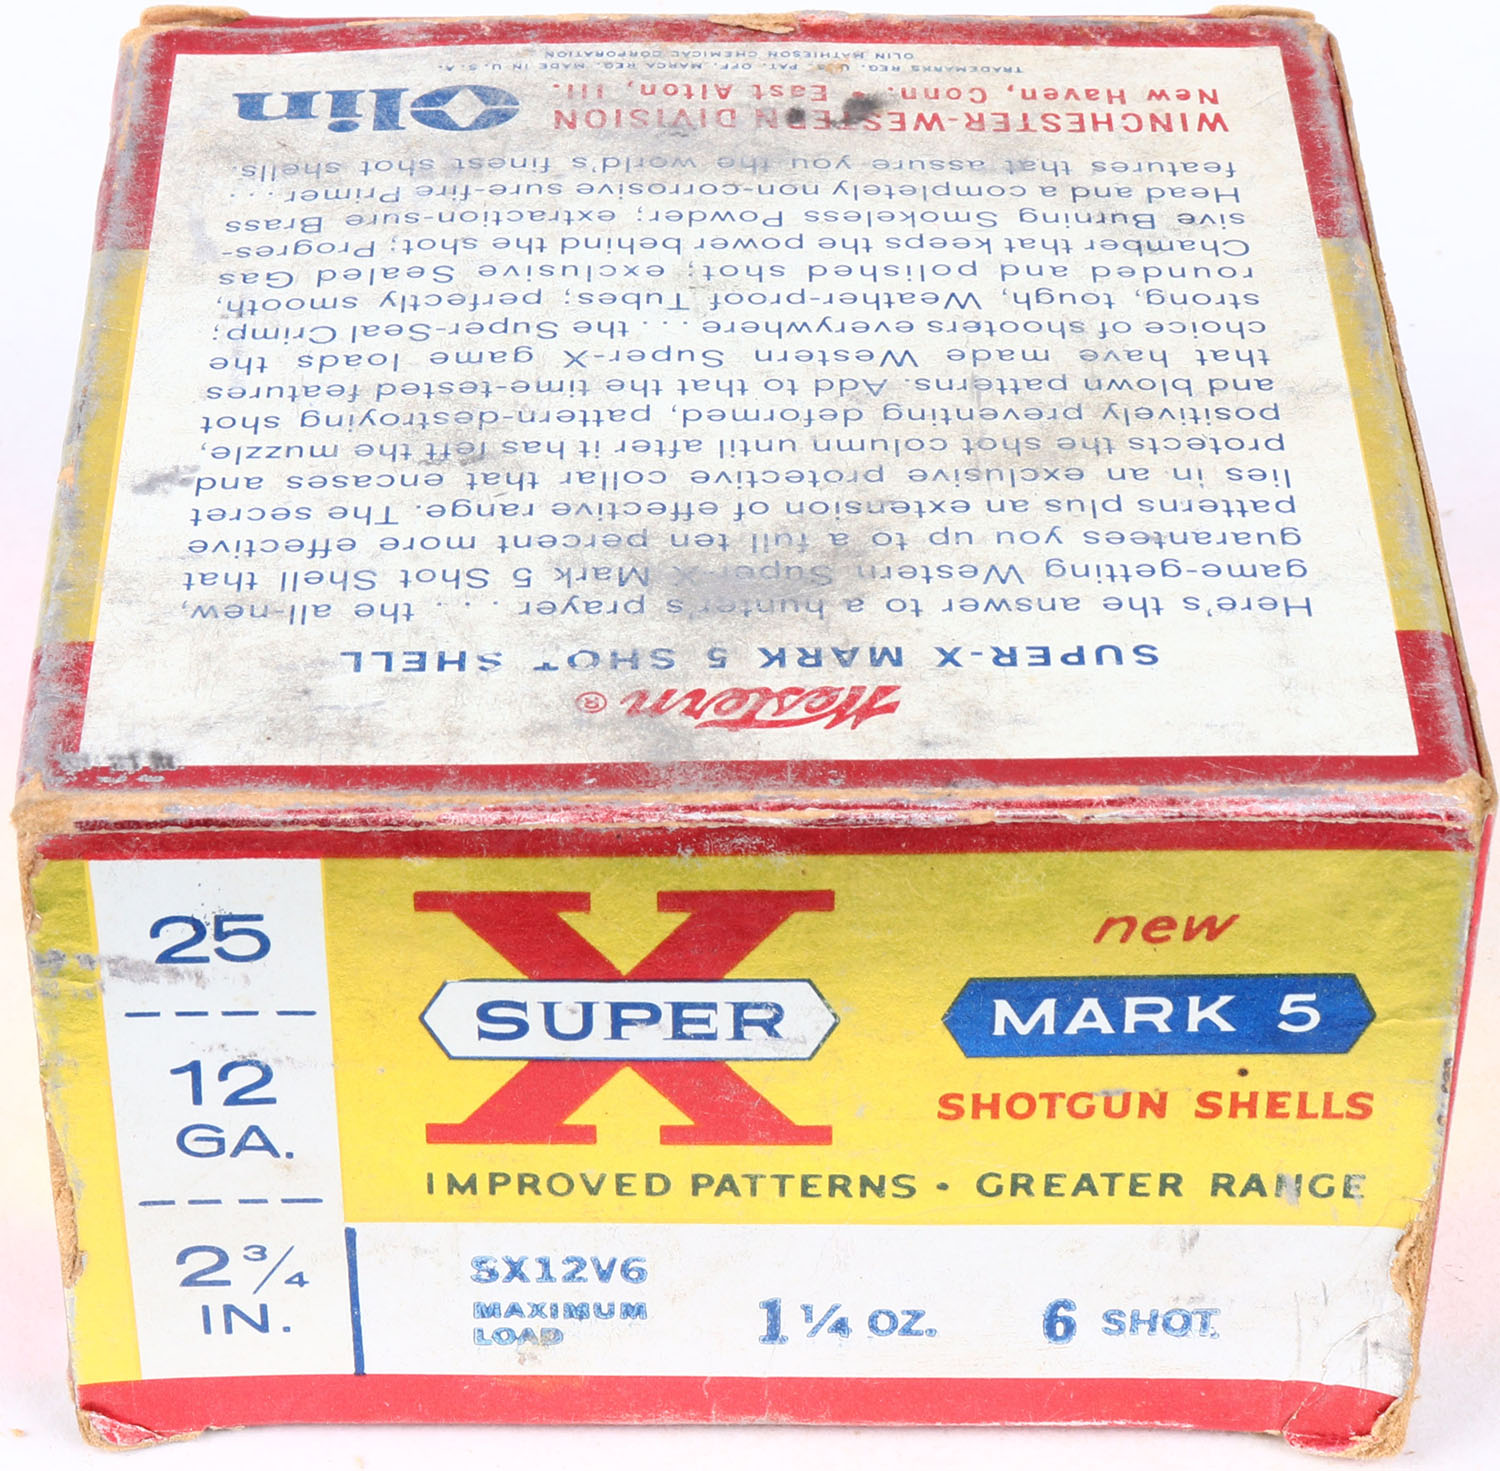 Western ®
SUPER-X MARK 5 SHOT SHELL
Here's the answer to a hunter's prayer . . . the all-new,
game-getting Western Super-X Mark 5 Shot Shell that
guarantees you up to a full ten percent more effective
patterns plus an extension of effective range. The secret
lies in an exclusive protective collar that encases and
protects the shot column until after it has left the muzzle,
positively preventing deformed, pattern-destroying shot
and blown patterns. Add to that the time-tested features
that have made Western Super-X game loads the
choice of shooters everywhere . . . the Super-Seal Crimp;
strong, tough, Weather-proof Tubes; perfectly smooth,
rounded and polished shot; exclusive Sealed Gas
Chamber that keeps the power behind the shot; Progres-
sive Burning Smokeless Powder; extraction-sure Brass
Head and a completely non-corrosive sure-fire Primer . . .
features that assure you the world's finest shot shells.
WINCHESTER-WESTERN DIVISION
New Haven, Conn. • East Alton, Ill.
Olin
TRADEMARKS REG. U.S. PAT. OFF. MARCA REG. MADE IN U.S.A.
OLIN MATHIESON CHEMICAL CORPORATION
25
12
GA.
2 3/4
IN.
X
SUPER
new
MARK 5
SHOTGUN SHELLS
IMPROVED PATTERNS • GREATER RANGE
SX12V6
MAXIMUM
LOAD
1 1/4 OZ.
6 SHOT.